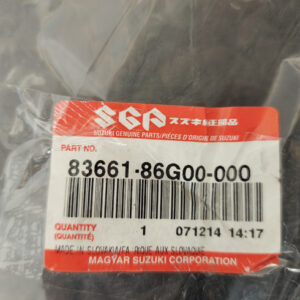 SGP スズキ純正部品
SUZUKI GENUINE PARTS/PIÈCES D'ORIGINE DE SUZUKI
PART NO.
83661-86G00-000
QUANTITY 1 071214 14:17
(QUANTITÉ)
MADE IN SLOVAKIA/FABRIQUE AUX SLOVAQUIE
MAGYAR SUZUKI CORPORATION